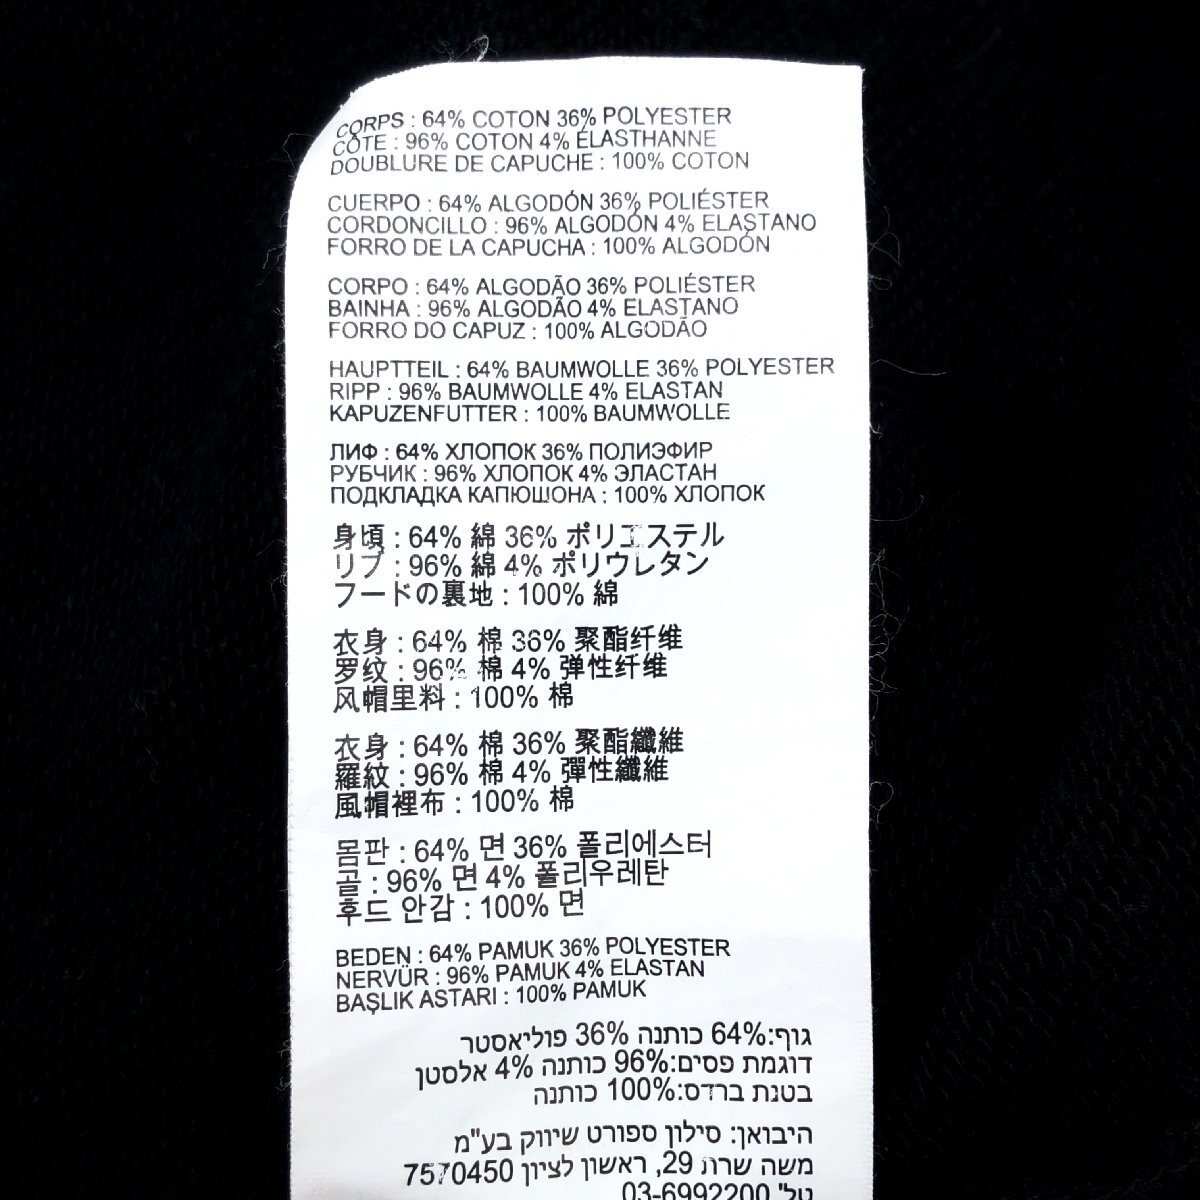 CORPS : 64% COTON 36% POLYESTER
CÔTE : 96% COTON 4% ÉLASTHANNE
DOUBLURE DE CAPUCHE : 100% COTON
CUERPO : 64% ALGODÓN 36% POLIÉSTER
CORDONCILLO : 96% ALGODÓN 4% ELASTANO
FORRO DE LA CAPUCHA : 100% ALGODÓN
CORPO : 64% ALGODÃO 36% POLIÉSTER
BAINHA : 96% ALGODÃO 4% ELASTANO
FORRO DO CAPUZ : 100% ALGODÃO
HAUPTTEIL : 64% BAUMWOLLE 36% POLYESTER
RIPP : 96% BAUMWOLLE 4% ELASTAN
KAPUZENFUTTER : 100% BAUMWOLLE
ЛИФ : 64% ХЛОПОК 36% ПОЛИЭФИР
РУБЧИК : 96% ХЛОПОК 4% ЭЛАСТАН
ПОДКЛАДКА КАПЮШОНА : 100% ХЛОПОК
身頃 : 64% 綿 36% ポリエステル
リブ : 96% 綿 4% ポリウレタン
フードの裏地 : 100% 綿
衣身 : 64% 棉 36% 聚酯纤维
罗纹 : 96% 棉 4% 弹性纤维
风帽里料 : 100% 棉
衣身 : 64% 棉 36% 聚酯纖維
羅紋 : 96% 棉 4% 彈性纖維
風帽裡布 : 100% 棉
몸판 : 64% 면 36% 폴리에스터
골 : 96% 면 4% 폴리우레탄
후드 안감 : 100% 면
BEDEN : 64% PAMUK 36% POLYESTER
NERVÜR : 96% PAMUK 4% ELASTAN
BAŞLIK ASTARI : 100% PAMUK
גוף:64% כותנה 36% פוליאסטר
דוגמת פסים:96% כותנה 4% אלסטן
בטנת ברדס:100% כותנה
היבואן: סילון ספורט שיווק בע"מ
משה שרת 29, ראשון לציון 7570450
טל' 03-6992200